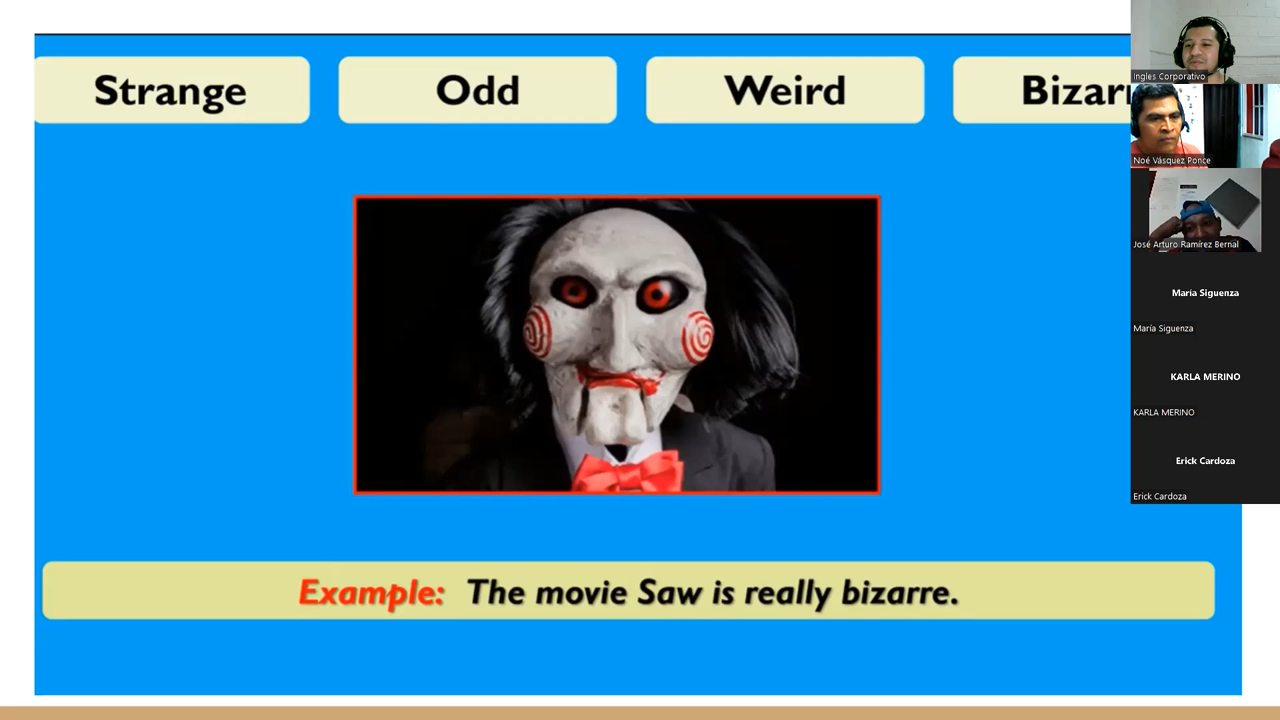 Strange
Odd
Weird
Example: The movie Saw is really bizarre.
Ingles Corporativo
Noé Vásquez Ponce
José Arturo Ramírez Bernal
María Siguenza
María Siguenza
KARLA MERINO
KARLA MERINO
Erick Cardoza
Erick Cardoza